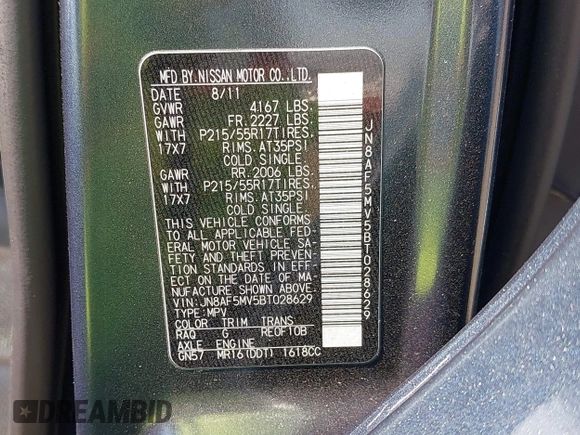 MFD BY NISSAN MOTOR CO.,LTD.
DATE 8/11
GVWR 4167 LBS
GAWR FR. 2227 LBS.
WITH P215/55R17TIRES.
17X7 RIMS. AT35PSI
COLD SINGLE.
GAWR RR. 2006 LBS.
WITH P215/55R17TIRES.
17X7 RIMS. AT35PSI
COLD SINGLE.
THIS VEHICLE CONFORMS
TO ALL APPLICABLE FED-
ERAL MOTOR VEHICLE SA-
FETY AND THEFT PREVEN-
TION STANDARDS IN EFF-
ECT ON THE DATE OF MA-
NUFACTURE SHOWN ABOVE.
VIN:JN8AF5MV5BT028629
TYPE:MPV
COLOR TRIM TRANS
RAQ G RE0F10B
AXLE ENGINE
GN57 MR16(DDT) 1618CC
JN8AF5MV5BT028629
DREAMBID